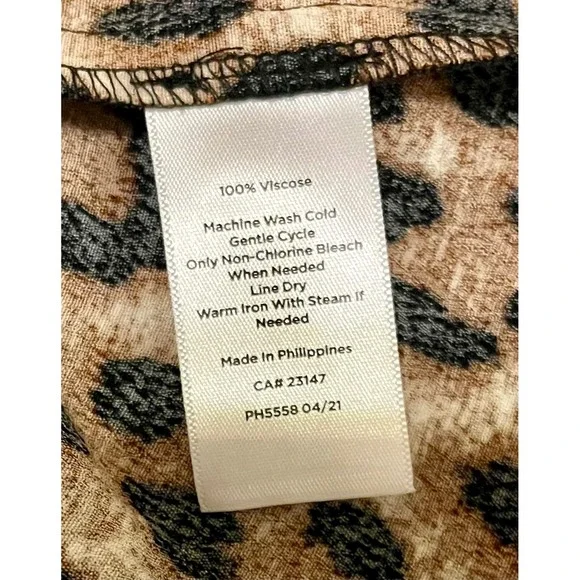 100% Viscose
Machine Wash Cold
Gentle Cycle
Only Non-Chlorine Bleach
When Needed
Line Dry
Warm Iron With Steam If
Needed
Made In Philippines
CA# 23147
PH5558 04/21